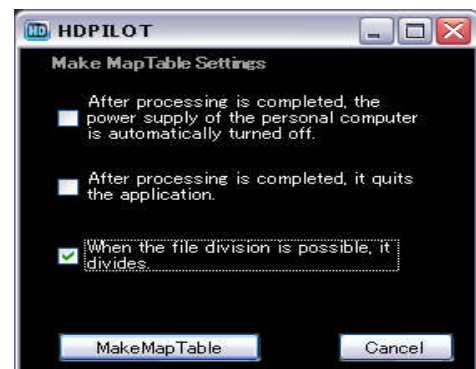 HD HDPILOT
Make MapTable Settings
After processing is completed, the
power supply of the personal computer
is automatically turned off.
After processing is completed, it quits
the application.
When the file division is possible, it
divides.
MakeMapTable Cancel